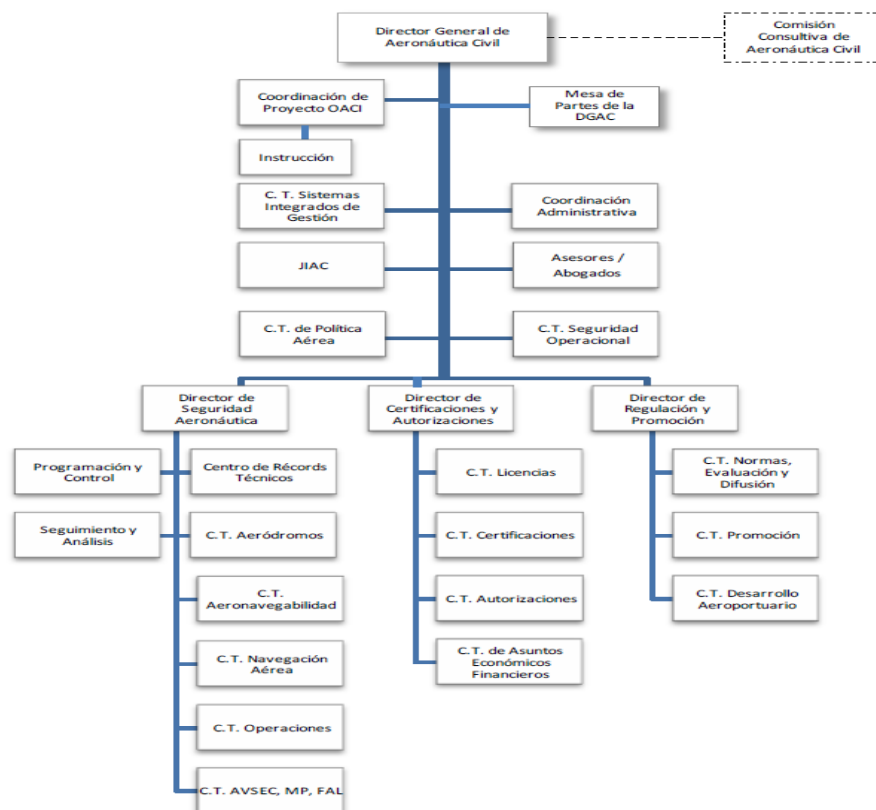 Director General de
Aeronáutica Civil
Comisión
Consultiva de
Aeronáutica Civil
Coordinación de
Proyecto OACI
Mesa de
Partes de la
DGAC
Instrucción
C. T. Sistemas
Integrados de
Gestión
Coordinación
Administrativa
JIAC
Asesores /
Abogados
C.T. de Política
Aérea
C.T. Seguridad
Operacional
Director de
Seguridad
Aeronáutica
Director de
Certificaciones y
Autorizaciones
Director de
Regulación y
Promoción
Programación y
Control
Centro de Récords
Técnicos
C.T. Licencias
C.T. Normas,
Evaluación y
Difusión
Seguimiento y
Análisis
C.T. Aeródromos
C.T. Certificaciones
C.T. Promoción
C.T.
Aeronavegabilidad
C.T. Autorizaciones
C.T. Desarrollo
Aeroportuario
C.T. Navegación
Aérea
C.T. de Asuntos
Económicos
Financieros
C.T. Operaciones
C.T. AVSEC, MP, FAL